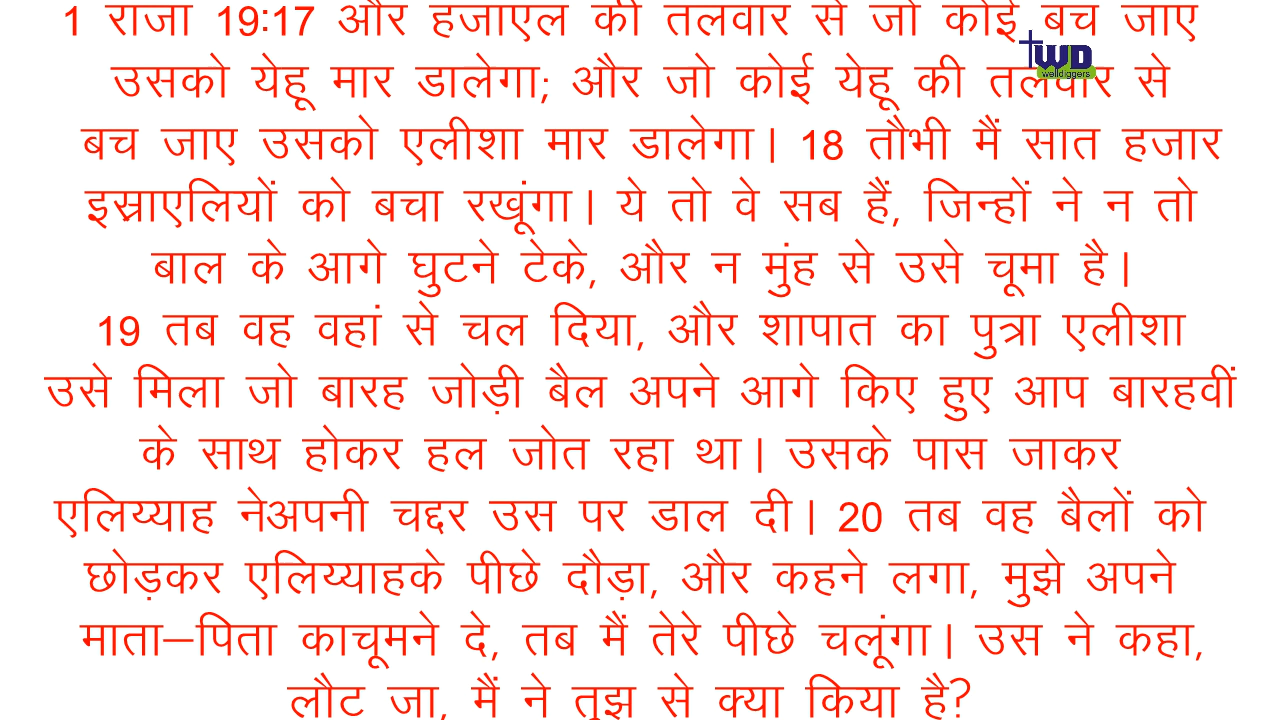 1 राजा 19:17 और हजाएल की तलवार से जो कोई बच जाए
उसको येहू मार डालेगा; और जो कोई येहू की तलवार से
बच जाए उसको एलीशा मार डालेगा। 18 तौभी मैं सात हजार
इस्राएलियों को बचा रखूंगा। ये तो वे सब हैं, जिन्हों ने न तो
बाल के आगे घुटने टेके, और न मुंह से उसे चूमा है।
19 तब वह वहां से चल दिया, और शापात का पुत्रा एलीशा
उसे मिला जो बारह जोड़ी बैल अपने आगे किए हुए आप बारहवीं
के साथ होकर हल जोत रहा था। उसके पास जाकर
एलिय्याह नेअपनी चद्दर उस पर डाल दी। 20 तब वह बैलों को
छोड़कर एलिय्याहके पीछे दौड़ा, और कहने लगा, मुझे अपने
माता–पिता काचूमने दे, तब मैं तेरे पीछे चलूंगा। उस ने कहा,
लौट जा, मैं ने तुझ से क्या किया है?
WD
welldiggers